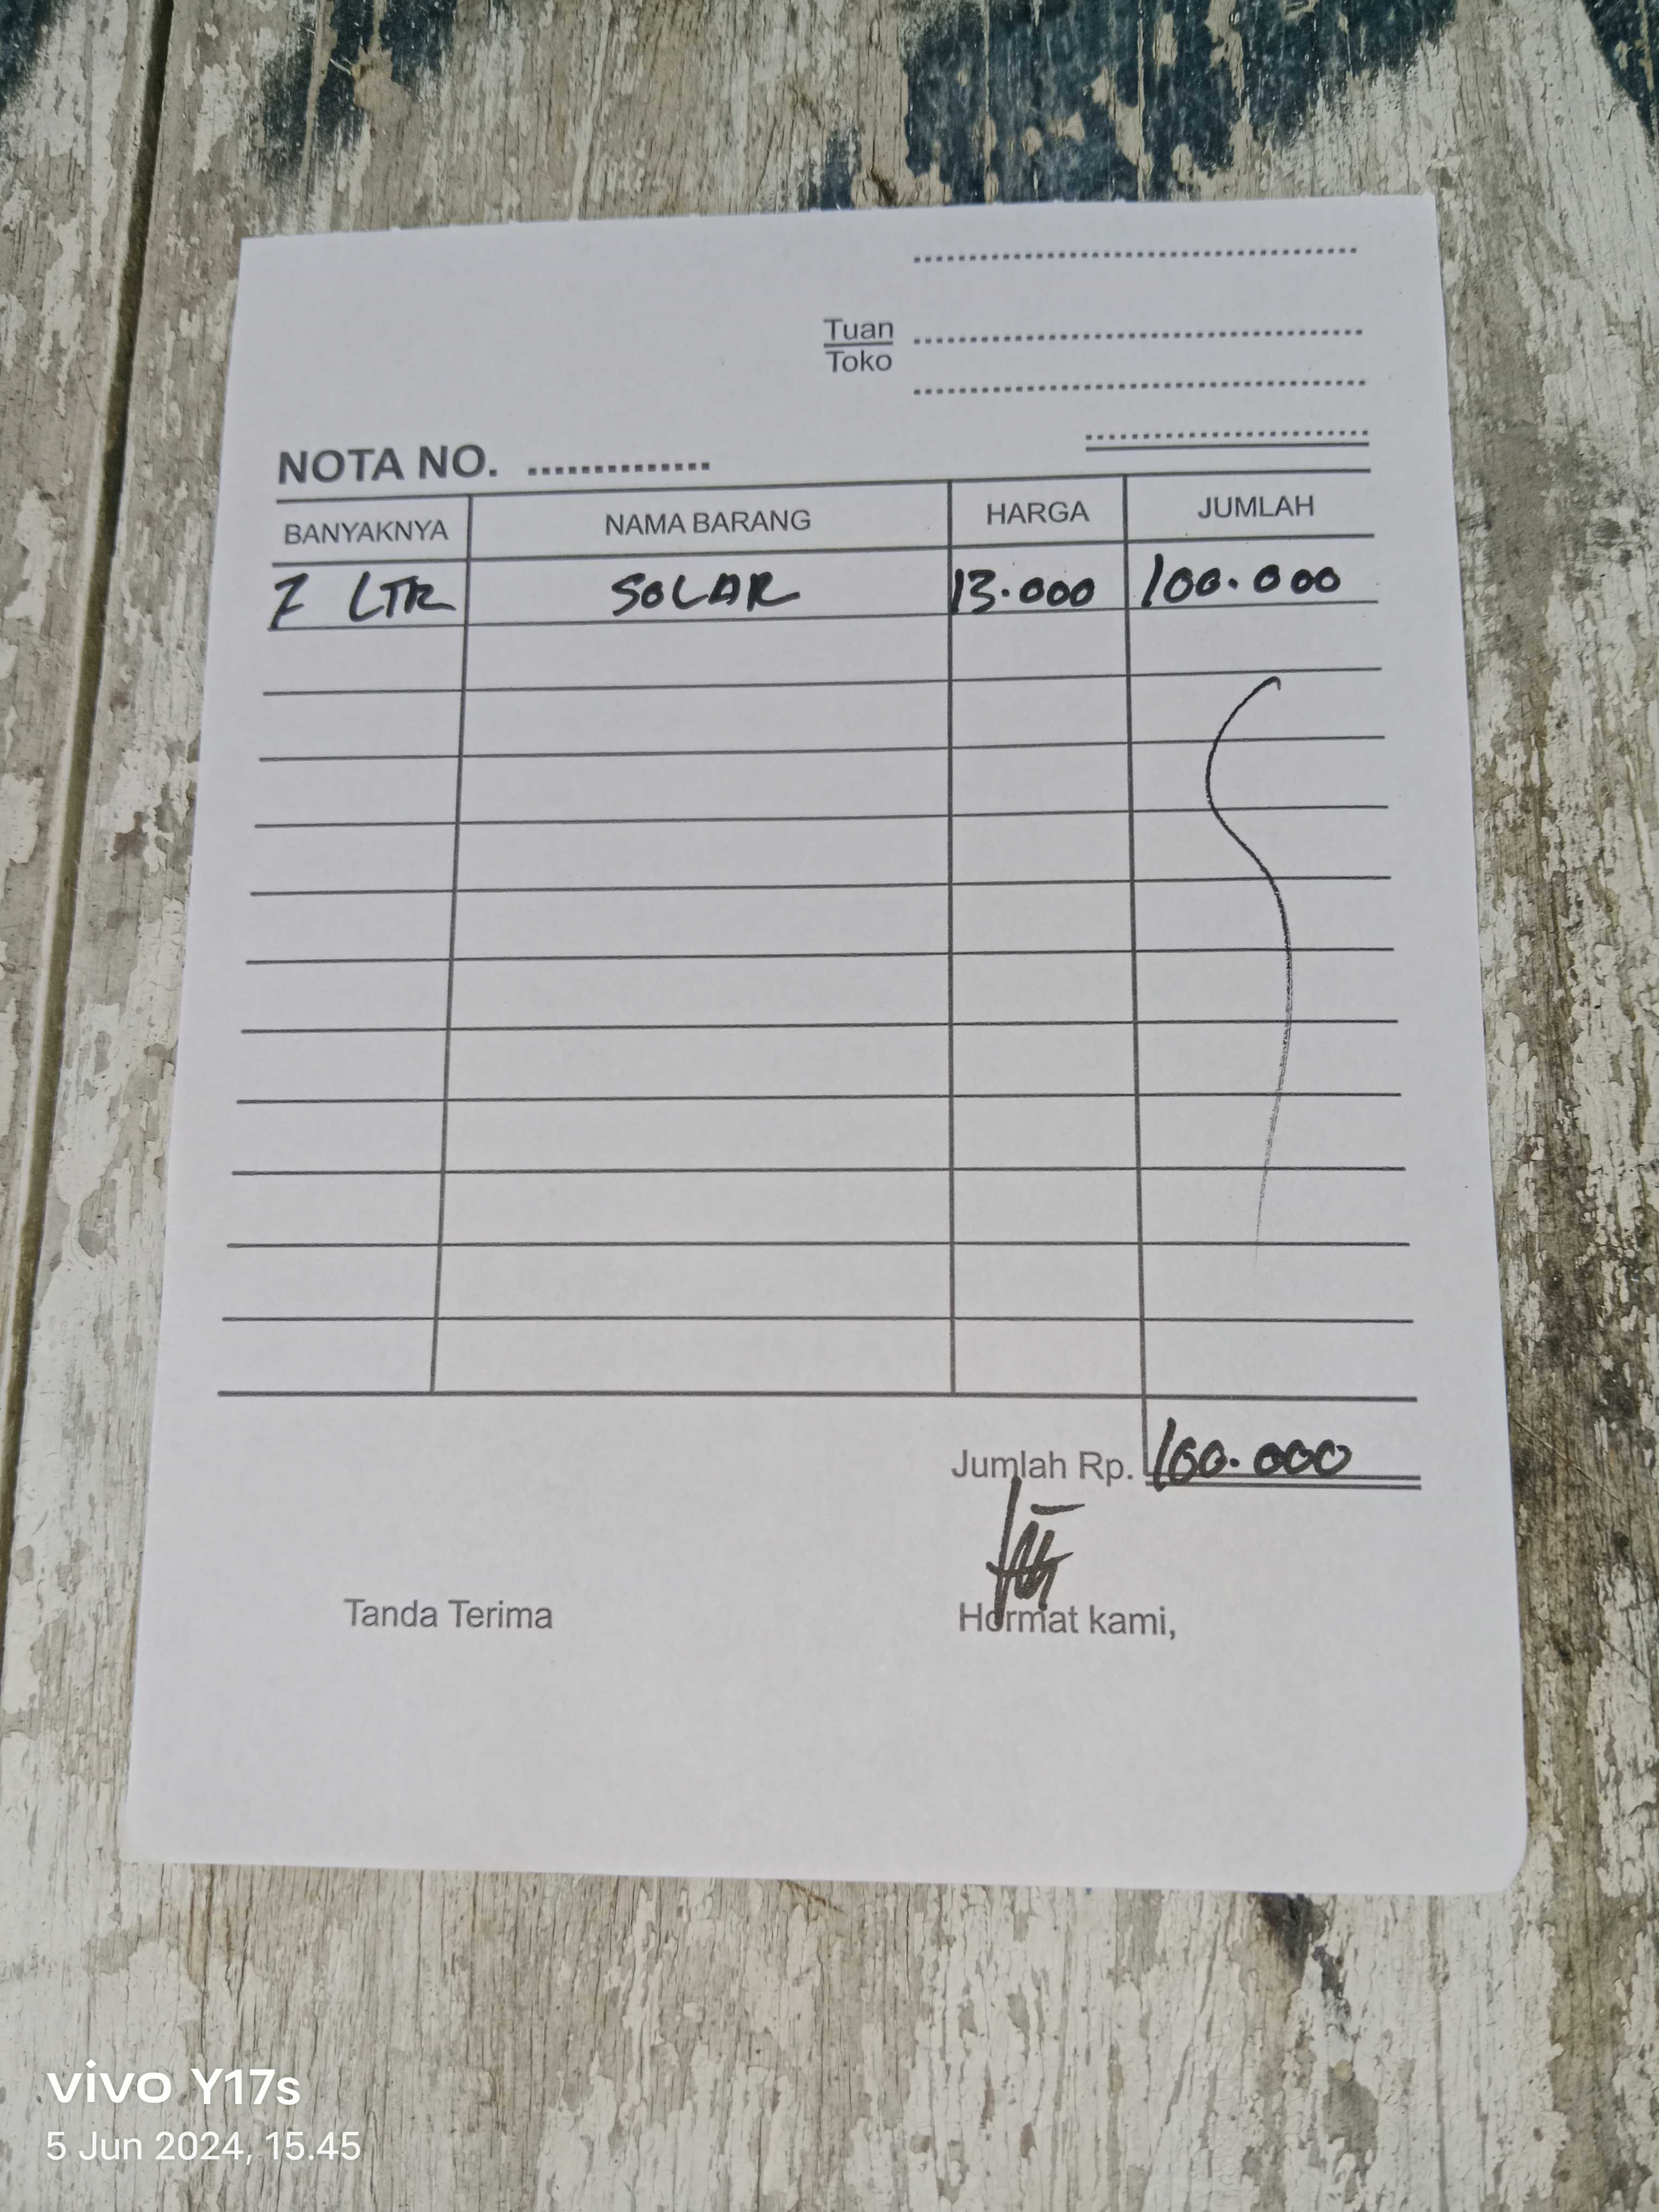 Tuan
Toko
NOTA NO. ..............
BANYAKNYA NAMA BARANG HARGA JUMLAH
7 LTR SOLAR 13.000 100.000
Jumlah Rp. 100.000
Tanda Terima Hormat kami,
vivo Y17s
5 Jun 2024, 15.45